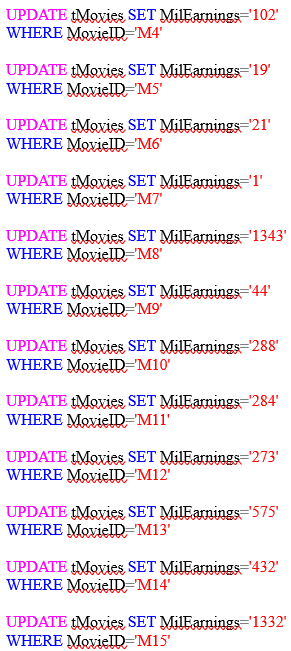 UPDATE tMovies SET MilEarnings='102'
WHERE MovieID='M4'
UPDATE tMovies SET MilEarnings='19'
WHERE MovieID='M5'
UPDATE tMovies SET MilEarnings='21'
WHERE MovieID='M6'
UPDATE tMovies SET MilEarnings='1'
WHERE MovieID='M7'
UPDATE tMovies SET MilEarnings='1343'
WHERE MovieID='M8'
UPDATE tMovies SET MilEarnings='44'
WHERE MovieID='M9'
UPDATE tMovies SET MilEarnings='288'
WHERE MovieID='M10'
UPDATE tMovies SET MilEarnings='284'
WHERE MovieID='M11'
UPDATE tMovies SET MilEarnings='273'
WHERE MovieID='M12'
UPDATE tMovies SET MilEarnings='575'
WHERE MovieID='M13'
UPDATE tMovies SET MilEarnings='432'
WHERE MovieID='M14'
UPDATE tMovies SET MilEarnings='1332'
WHERE MovieID='M15'